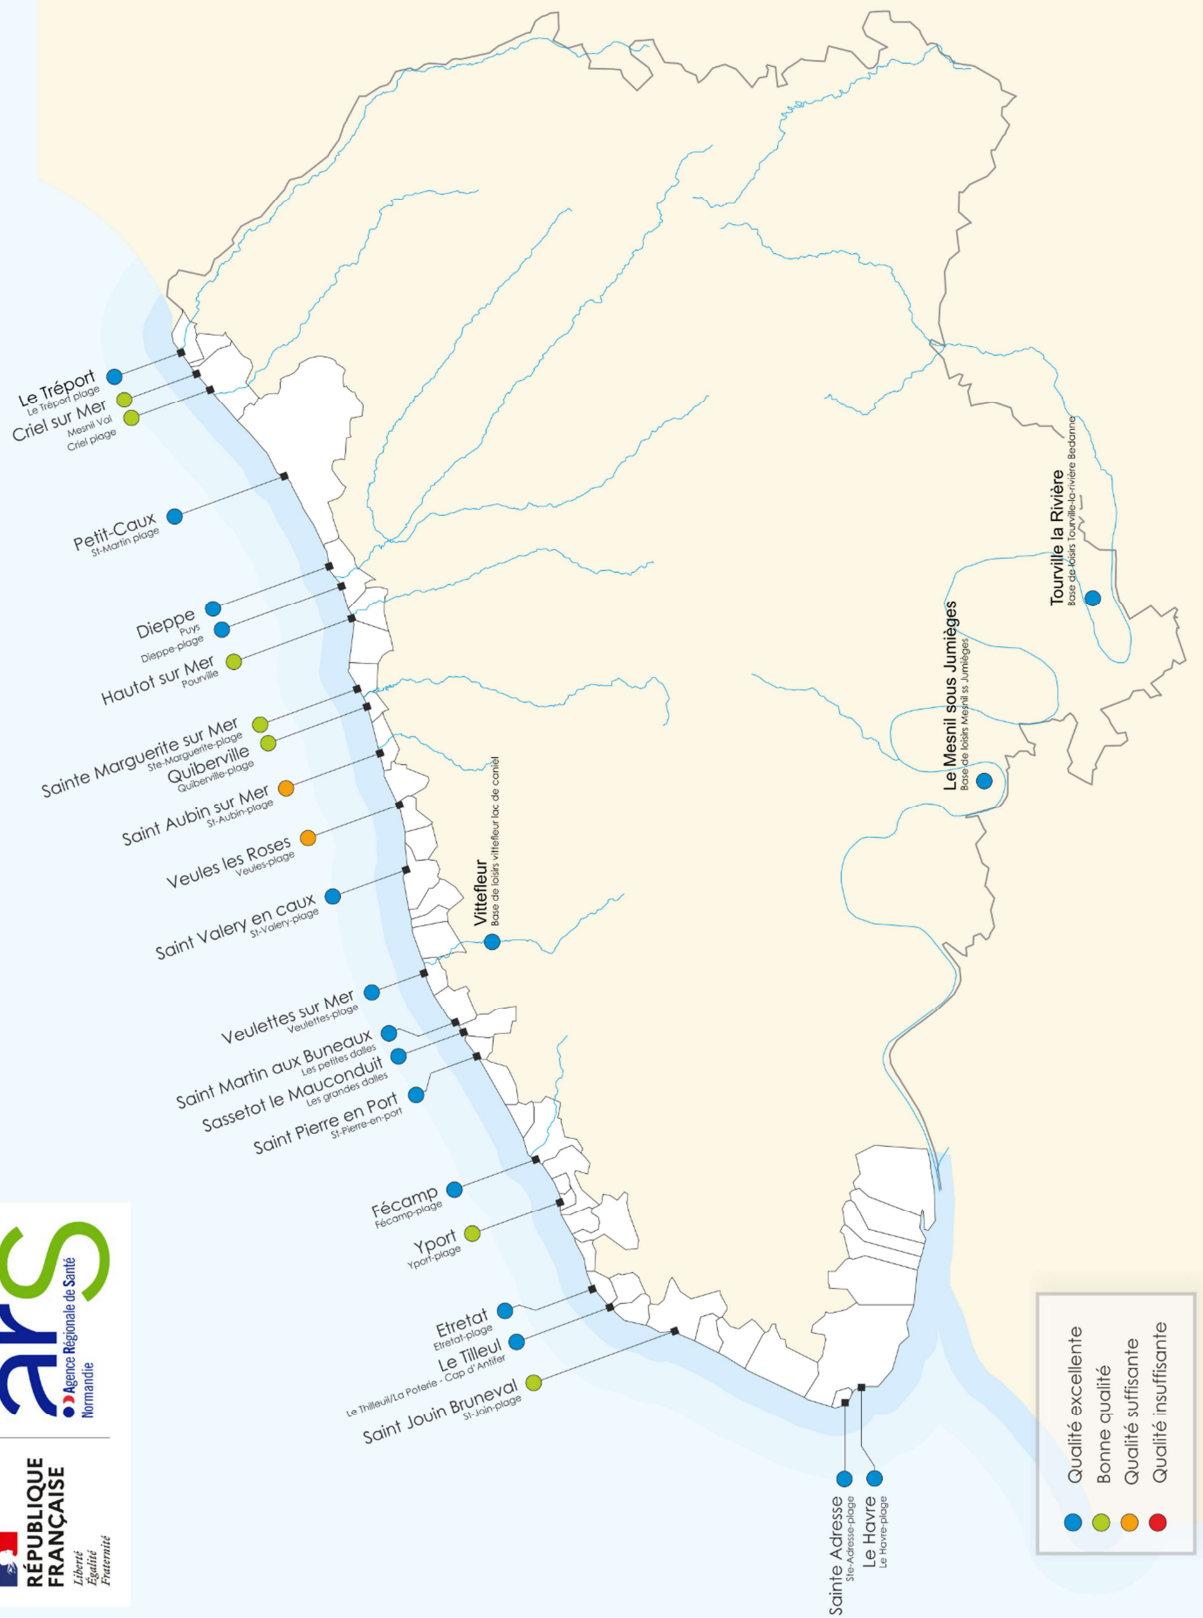 RÉPUBLIQUE
FRANÇAISE
Liberté
Égalité
Fraternité
ars
Agence Régionale de Santé
Normandie
Le Tréport
Le Tréport plage
Criel sur Mer
Mesnil Val
Criel plage
Petit-Caux
St-Martin plage
Dieppe
Puys
Dieppe-plage
Hautot sur Mer
Pourville
Sainte Marguerite sur Mer
Ste-Marguerite-plage
Quiberville
Quiberville-plage
Saint Aubin sur Mer
St-Aubin-plage
Veules les Roses
Veules-plage
Saint Valery en caux
St-Valery-plage
Vittefleur
Base de loisirs vittefleur lac de caniel
Veulettes sur Mer
Veulettes-plage
Saint Martin aux Buneaux
Les petites dalles
Sassetot le Mauconduit
Les grandes dalles
Saint Pierre en Port
St-Pierre-en-port
Fécamp
Fécamp-plage
Yport
Yport-plage
Etretat
Etretat-plage
Le Tilleul
Le Thilleuil/La Poterie - Cap d'Antifer
Saint Jouin Bruneval
St-Join-plage
Sainte Adresse
Ste-Adresse-plage
Le Havre
Le Havre-plage
Le Mesnil sous Jumièges
Base de loisirs Mesnil ss Jumièges
Tourville la Rivière
Base de loisirs Tourville-la-rivière Bedanne
Qualité excellente
Bonne qualité
Qualité suffisante
Qualité insuffisante